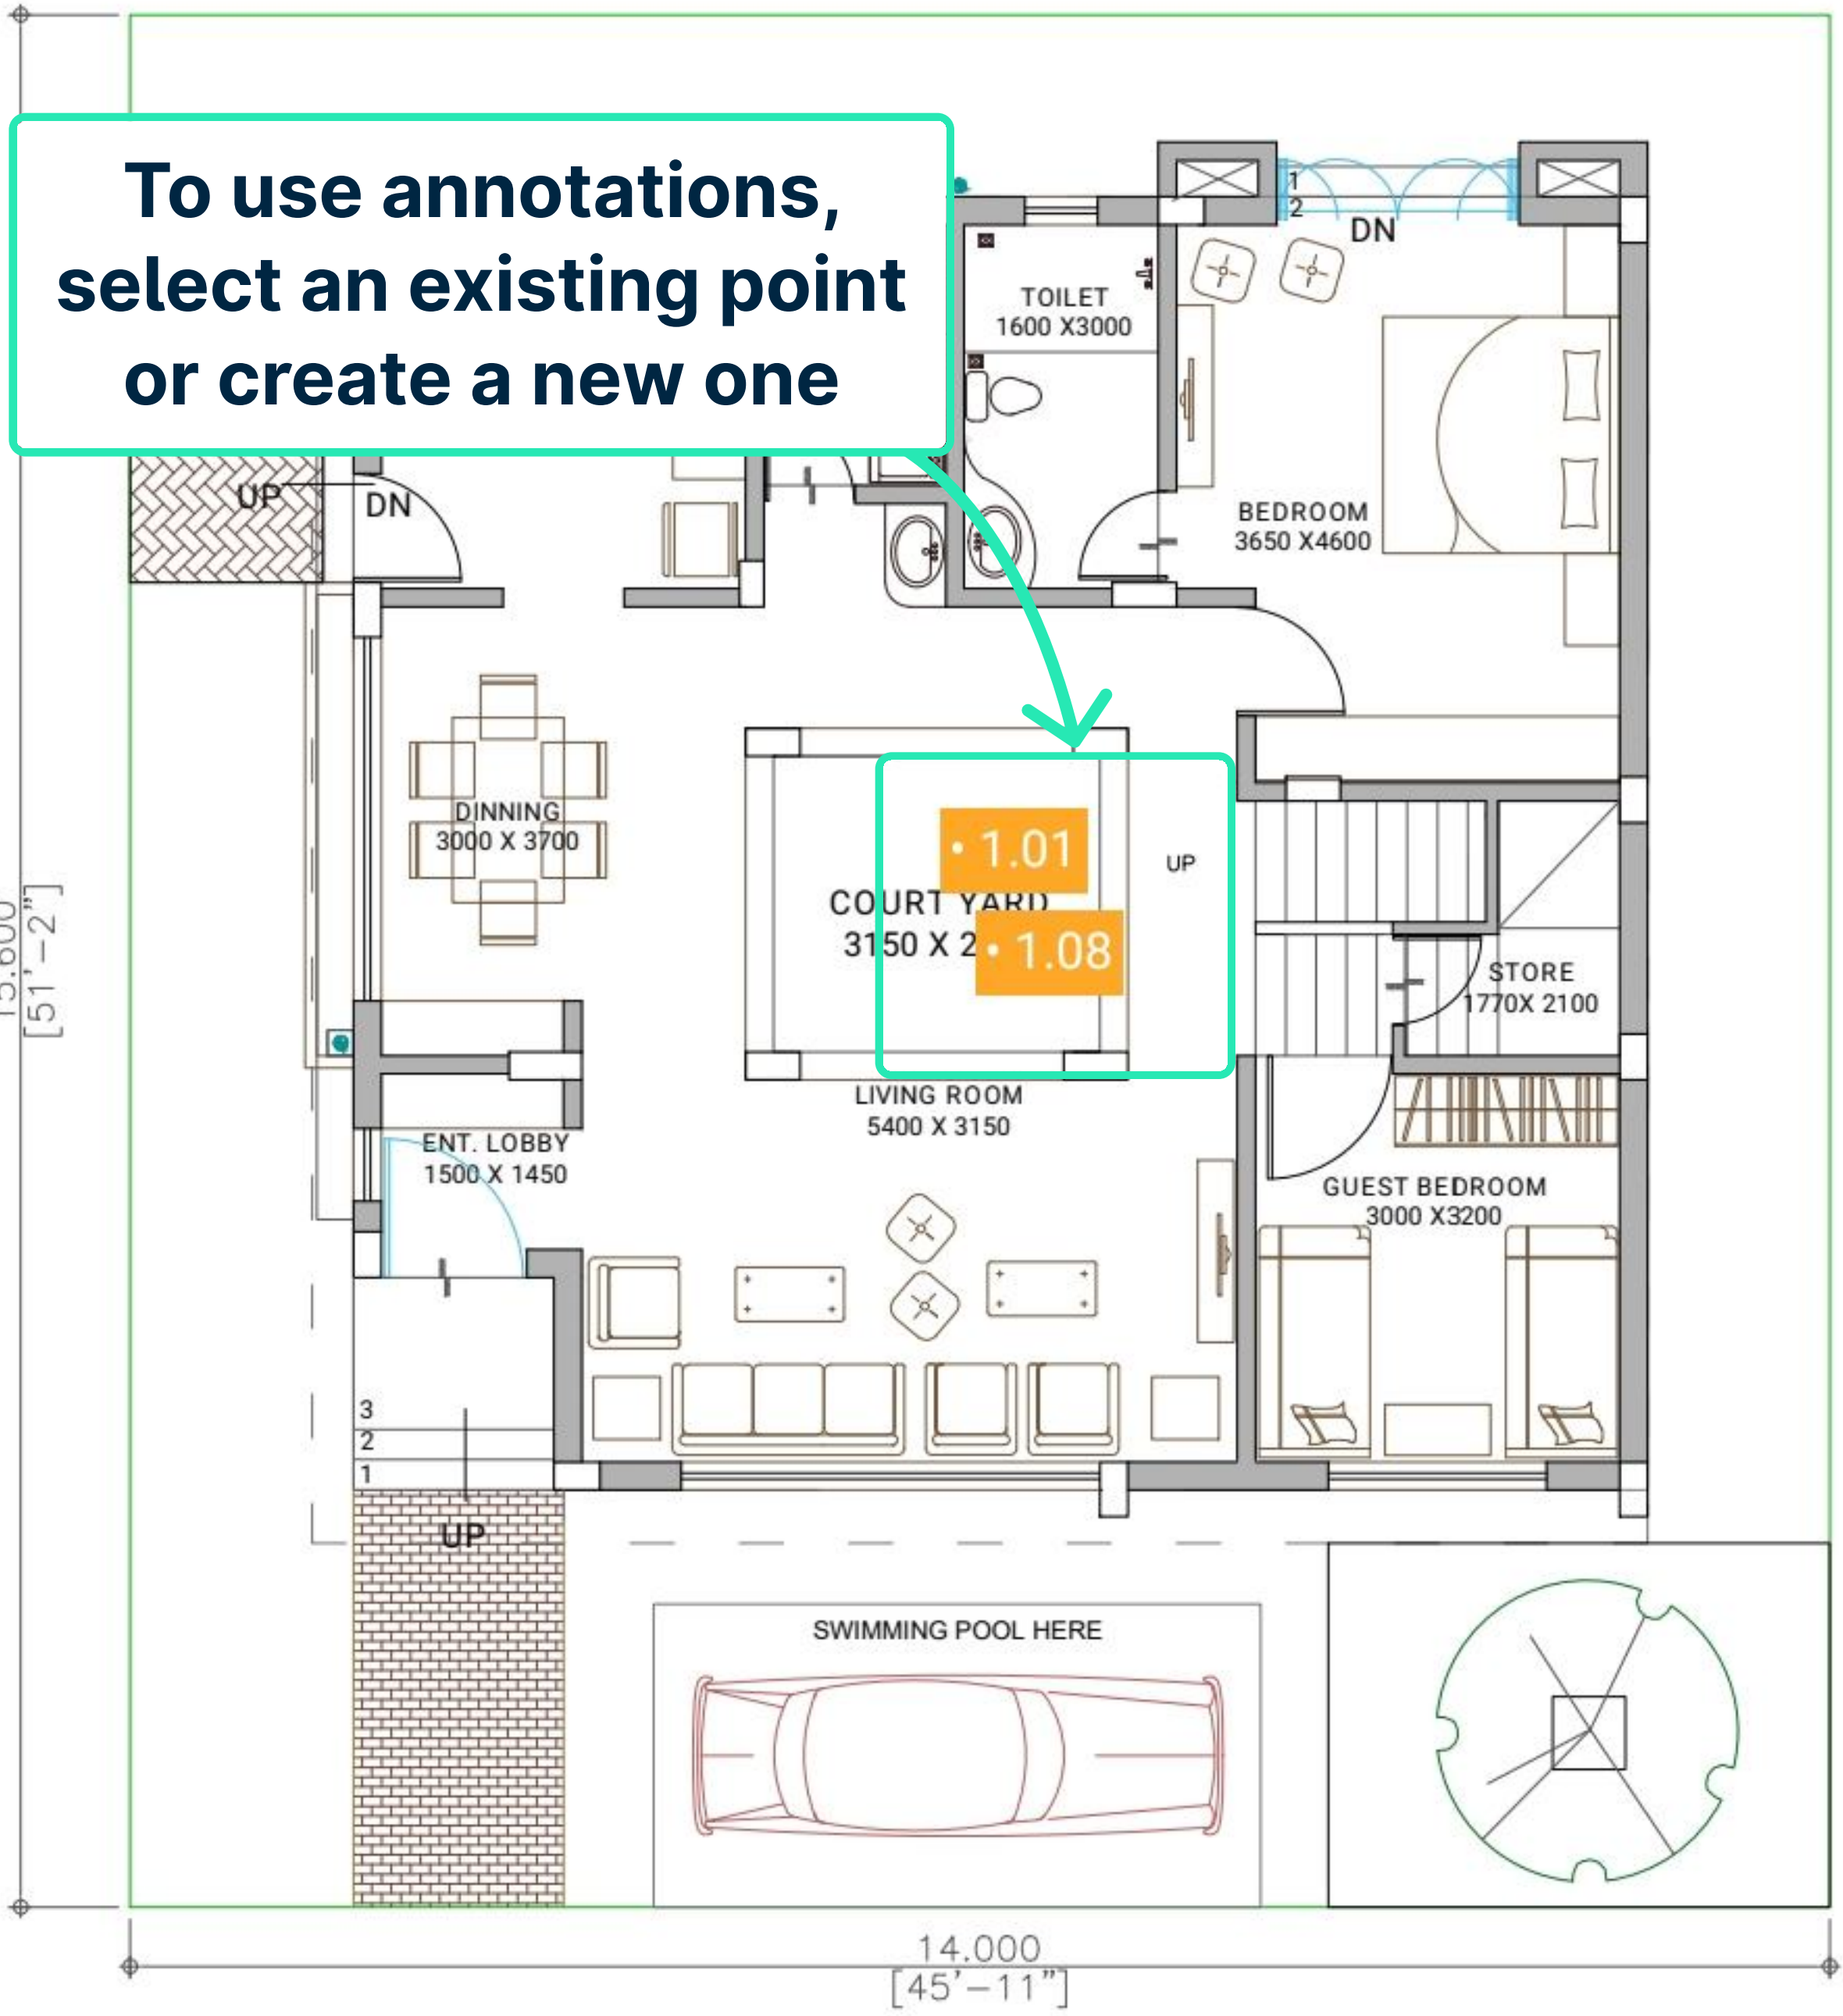 To use annotations,
select an existing point
or create a new one
1
2
DN
TOILET
1600 X3000
UP
DN
BEDROOM
3650 X4600
DINNING
3000 X 3700
• 1.01
UP
COURT YARD
3150 X 2
• 1.08
[51'-2"]
STORE
1770X 2100
LIVING ROOM
5400 X 3150
ENT. LOBBY
1500 X 1450
GUEST BEDROOM
3000 X3200
3
2
1
UP
SWIMMING POOL HERE
14.000
[45'-11"]